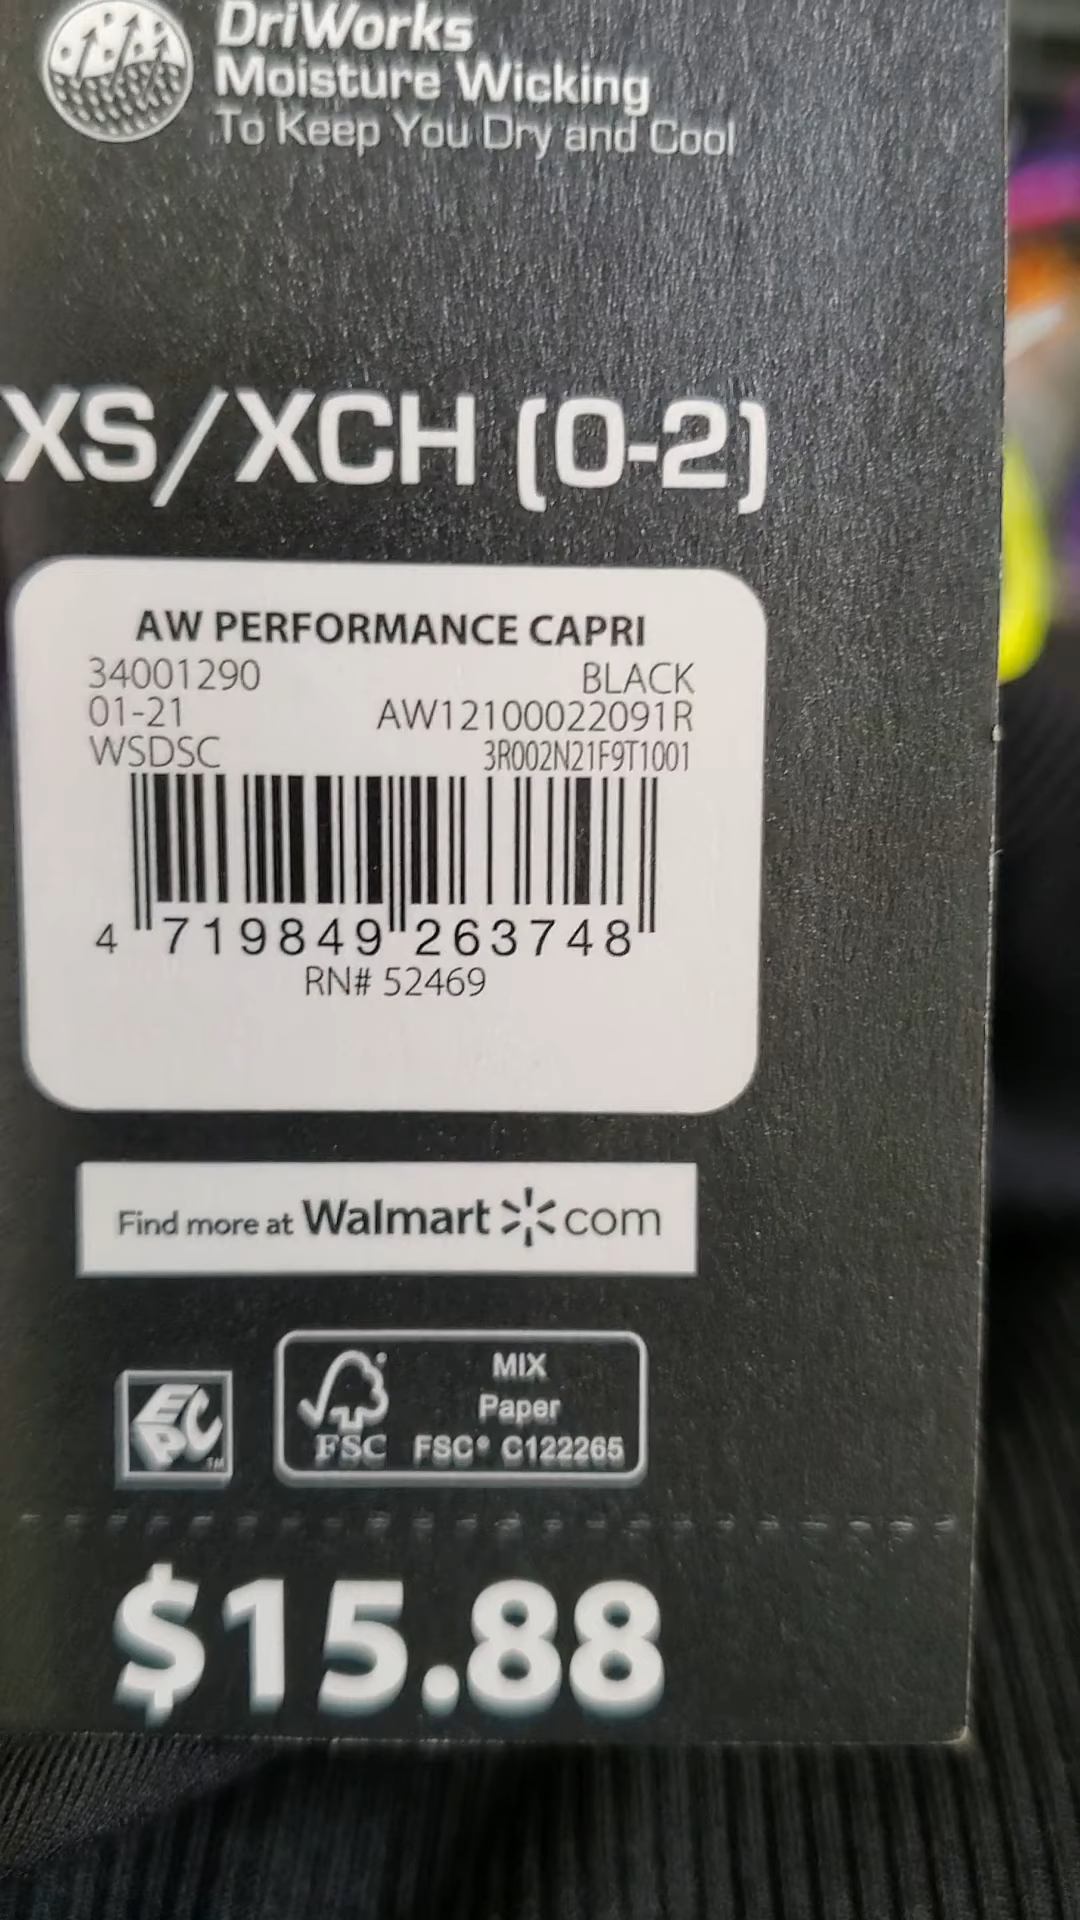 DriWorks
Moisture Wicking
To Keep You Dry and Cool
XS/XCH (0-2)
AW PERFORMANCE CAPRI
34001290 BLACK
01-21 AW12100022091R
WSDSC 3R002N21F9T1001
4 719849 263748
RN# 52469
Find more at Walmart com
EPC TM
FSC MIX
Paper
FSC® C122265
$15.88